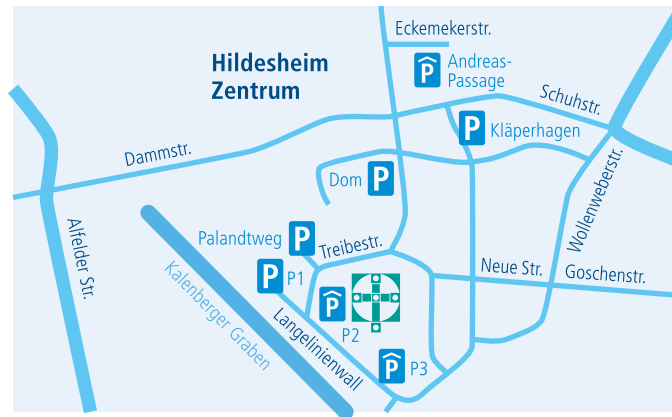 Eckemekerstr.
Hildesheim
Zentrum
P
Andreas-
Passage
Schuhstr.
P
Kläperhagen
Dammstr.
Wollenweberstr.
Dom
P
Alfelder Str.
Palandtweg
P
Treibestr.
P
P1
Neue Str.
Goschenstr.
Kalenberger Graben
Langelinienwall
P
P2
P
P3